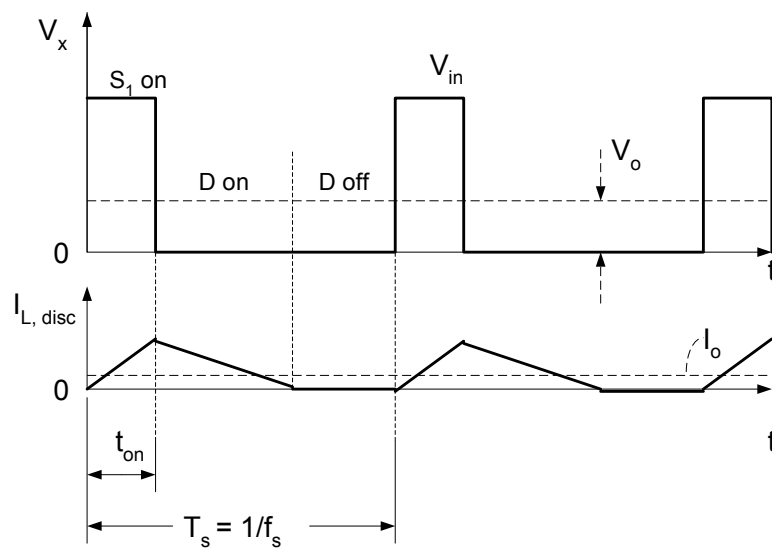 Vx
S1 on
Vin
D on
D off
Vo
0
t
IL, disc
Io
0
ton
t
Ts = 1/fs